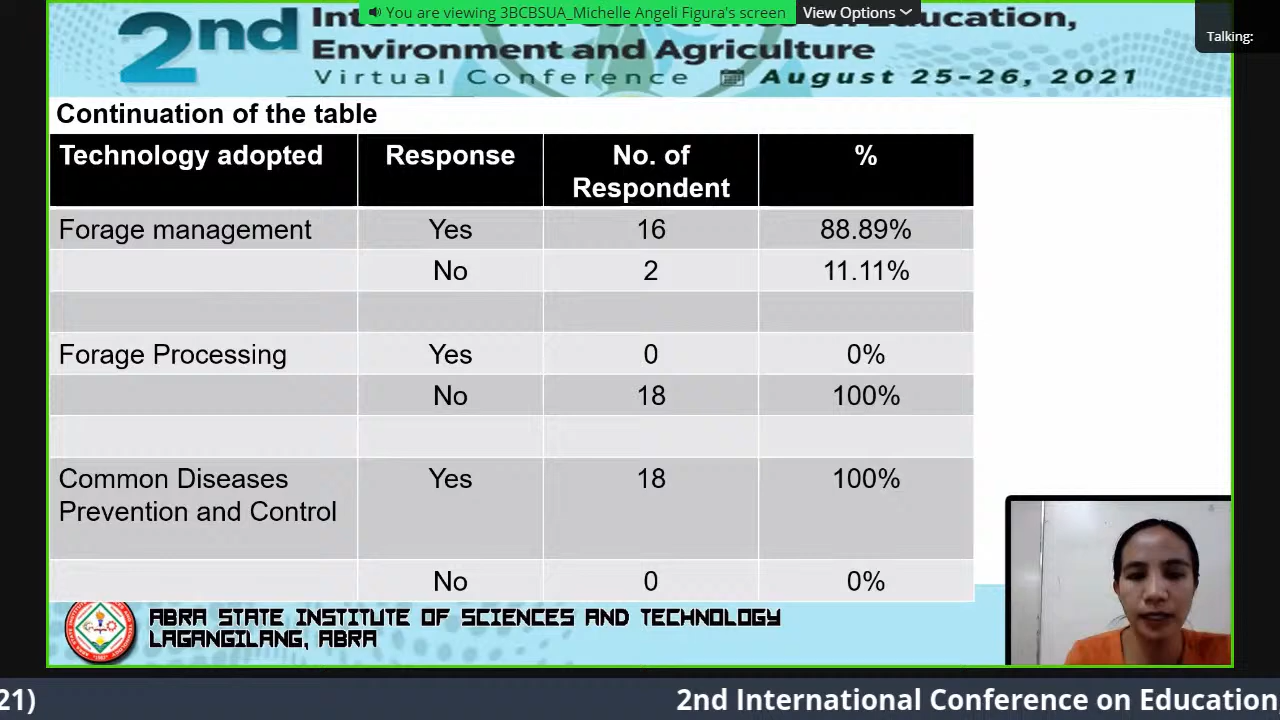 You are viewing 3BCBSUA_Michelle Angeli Figura's screen
View Options
Talking:
2nd
Environment and Agriculture
Virtual Conference August 25-26, 2021
Continuation of the table
Technology adopted Response No. of Respondent %
Forage management Yes 16 88.89%
No 2 11.11%
Forage Processing Yes 0 0%
No 18 100%
Common Diseases Prevention and Control Yes 18 100%
No 0 0%
ABRA STATE INSTITUTE OF SCIENCES AND TECHNOLOGY
LAGANGILANG, ABRA
21) 2nd International Conference on Education